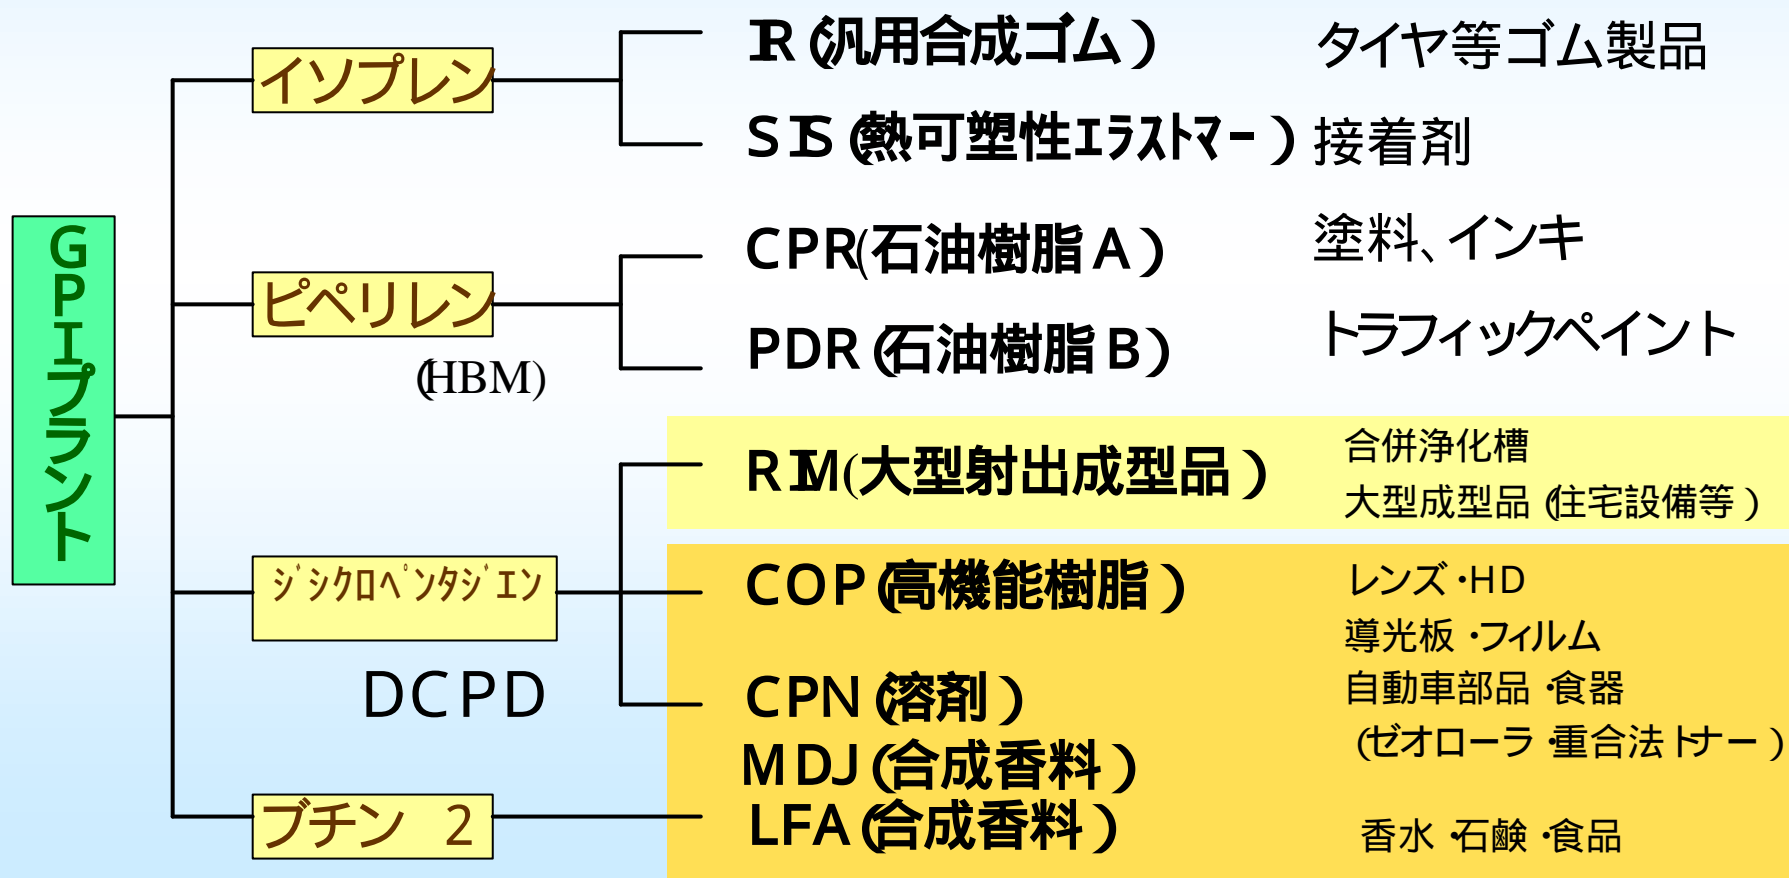 GPIプラント
イソプレン
IR(汎用合成ゴム) タイヤ等ゴム製品
SIS(熱可塑性エラストマー) 接着剤
ピペリレン
(HBM)
CPR(石油樹脂A) 塗料、インキ
PDR(石油樹脂B) トラフィックペイント
ジシクロペンタジエン
DCPD
RIM(大型射出成型品) 合併浄化槽
大型成型品(住宅設備等)
COP(高機能樹脂) レンズ・HD
導光板・フィルム
CPN(溶剤) 自動車部品・食器
(ゼオローラ・重合法トナー)
MDJ(合成香料)
ブチン 2
LFA(合成香料) 香水・石鹸・食品